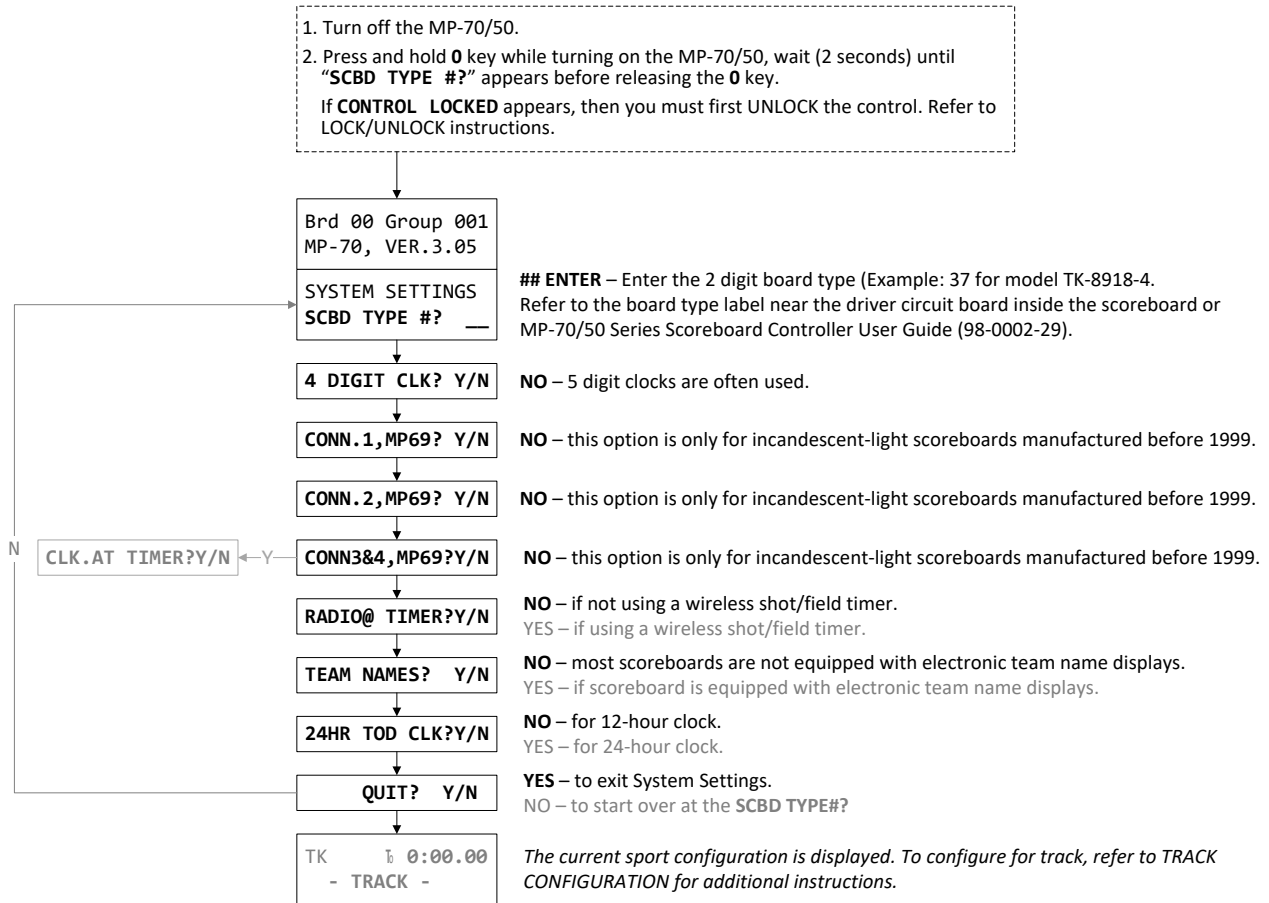 1. Turn off the MP-70/50.
2. Press and hold 0 key while turning on the MP-70/50, wait (2 seconds) until
“SCBD TYPE #?” appears before releasing the 0 key.
If CONTROL LOCKED appears, then you must first UNLOCK the control. Refer to
LOCK/UNLOCK instructions.
Brd 00 Group 001
MP-70, VER.3.05
SYSTEM SETTINGS
SCBD TYPE #? __
## ENTER – Enter the 2 digit board type (Example: 37 for model TK-8918-4.
Refer to the board type label near the driver circuit board inside the scoreboard or
MP-70/50 Series Scoreboard Controller User Guide (98-0002-29).
4 DIGIT CLK? Y/N
NO – 5 digit clocks are often used.
CONN.1,MP69? Y/N
NO – this option is only for incandescent-light scoreboards manufactured before 1999.
CONN.2,MP69? Y/N
NO – this option is only for incandescent-light scoreboards manufactured before 1999.
N
CLK.AT TIMER?Y/N
Y
CONN3&4,MP69?Y/N
NO – this option is only for incandescent-light scoreboards manufactured before 1999.
RADIO@ TIMER?Y/N
NO – if not using a wireless shot/field timer.
YES – if using a wireless shot/field timer.
TEAM NAMES? Y/N
NO – most scoreboards are not equipped with electronic team name displays.
YES – if scoreboard is equipped with electronic team name displays.
24HR TOD CLK?Y/N
NO – for 12-hour clock.
YES – for 24-hour clock.
QUIT? Y/N
YES – to exit System Settings.
NO – to start over at the SCBD TYPE#?
TK 0:00.00
- TRACK -
The current sport configuration is displayed. To configure for track, refer to TRACK
CONFIGURATION for additional instructions.